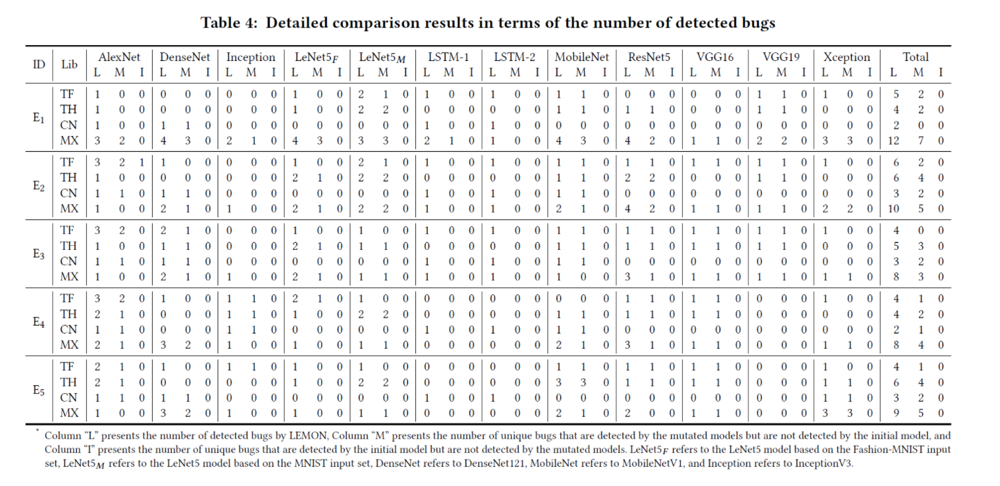 Table 4: Detailed comparison results in terms of the number of detected bugs
ID Lib AlexNet DenseNet Inception LeNet5F LeNet5M LSTM-1 LSTM-2 MobileNet ResNet5 VGG16 VGG19 Xception Total
L M I L M I L M I L M I L M I L M I L M I L M I L M I L M I L M I L M I L M I
E1 TF 1 0 0 0 0 0 0 0 0 1 0 0 2 1 0 1 0 0 1 0 0 1 1 0 0 0 0 0 0 0 1 1 0 1 0 0 5 2 0
TH 1 0 0 0 0 0 0 0 0 1 0 0 2 2 0 0 0 0 0 0 0 1 1 0 1 1 0 0 0 0 1 1 0 0 0 0 4 2 0
CN 1 0 0 1 1 0 0 0 0 0 0 0 0 0 0 1 0 0 1 0 0 0 0 0 0 0 0 0 0 0 0 0 0 0 0 0 2 0 0
MX 3 2 0 4 3 0 2 1 0 4 3 0 3 3 0 2 1 0 1 0 0 4 3 0 4 2 0 1 1 0 2 2 0 3 3 0 12 7 0
E2 TF 3 2 1 1 0 0 0 0 0 1 0 0 2 1 0 1 0 0 1 0 0 1 1 0 1 1 0 1 1 0 1 1 0 1 0 0 6 2 0
TH 1 0 0 0 0 0 0 0 0 2 1 0 2 2 0 0 0 0 0 0 0 1 1 0 2 2 0 0 0 0 1 1 0 0 0 0 6 4 0
CN 1 1 0 1 1 0 0 0 0 0 0 0 0 0 0 1 0 0 1 0 0 1 1 0 0 0 0 0 0 0 0 0 0 0 0 0 3 2 0
MX 1 0 0 2 1 0 1 0 0 2 1 0 2 2 0 1 0 0 1 0 0 2 1 0 4 2 0 1 1 0 1 1 0 2 2 0 10 5 0
E3 TF 3 2 0 2 1 0 0 0 0 1 0 0 1 0 0 1 0 0 1 0 0 1 1 0 1 1 0 1 1 0 1 1 0 1 0 0 4 0 0
TH 1 0 0 1 1 0 0 0 0 2 1 0 1 1 0 0 0 0 0 0 0 1 1 0 1 1 0 1 1 0 1 1 0 0 0 0 5 3 0
CN 1 1 0 1 1 0 0 0 0 0 0 0 0 0 0 1 0 0 1 0 0 1 1 0 0 0 0 0 0 0 0 0 0 0 0 0 3 2 0
MX 1 0 0 2 1 0 1 0 0 2 1 0 1 1 0 1 0 0 1 0 0 1 0 0 3 1 0 1 1 0 1 1 0 1 1 0 8 3 0
E4 TF 3 2 0 1 0 0 1 1 0 2 1 0 1 0 0 0 0 0 0 0 0 0 0 0 1 1 0 1 1 0 0 0 0 1 0 0 4 1 0
TH 2 1 0 0 0 0 1 1 0 1 0 0 2 2 0 0 0 0 0 0 0 1 1 0 1 1 0 1 1 0 0 0 0 0 0 0 4 2 0
CN 1 1 0 0 0 0 1 1 0 0 0 0 0 0 0 1 0 0 1 0 0 1 1 0 0 0 0 0 0 0 0 0 0 0 0 0 2 1 0
MX 2 1 0 3 2 0 1 0 0 1 0 0 1 1 0 0 0 0 0 0 0 2 1 0 3 1 0 1 1 0 0 0 0 1 1 0 8 4 0
E5 TF 2 1 0 1 0 0 1 1 0 1 0 0 1 0 0 0 0 0 0 0 0 1 1 0 1 1 0 1 1 0 0 0 0 1 0 0 4 1 0
TH 2 1 0 0 0 0 0 0 0 1 0 0 2 2 0 0 0 0 0 0 0 3 3 0 1 1 0 1 1 0 0 0 0 1 1 0 6 4 0
CN 1 1 0 1 1 0 0 0 0 0 0 0 0 0 0 1 0 0 1 0 0 0 0 0 0 0 0 0 0 0 0 0 0 1 1 0 3 2 0
MX 1 0 0 3 2 0 1 0 0 1 0 0 1 1 0 0 0 0 0 0 0 2 1 0 2 0 0 1 1 0 0 0 0 3 3 0 9 5 0
* Column “L” presents the number of detected bugs by LEMON, Column “M” presents the number of unique bugs that are detected by the mutated models but are not detected by the initial model, and
Column “I” presents the number of unique bugs that are detected by the initial model but are not detected by the mutated models. LeNet5F refers to the LeNet5 model based on the Fashion-MNIST input
set, LeNet5M refers to the LeNet5 model based on the MNIST input set, DenseNet refers to DenseNet121, MobileNet refers to MobileNetV1, and Inception refers to InceptionV3.